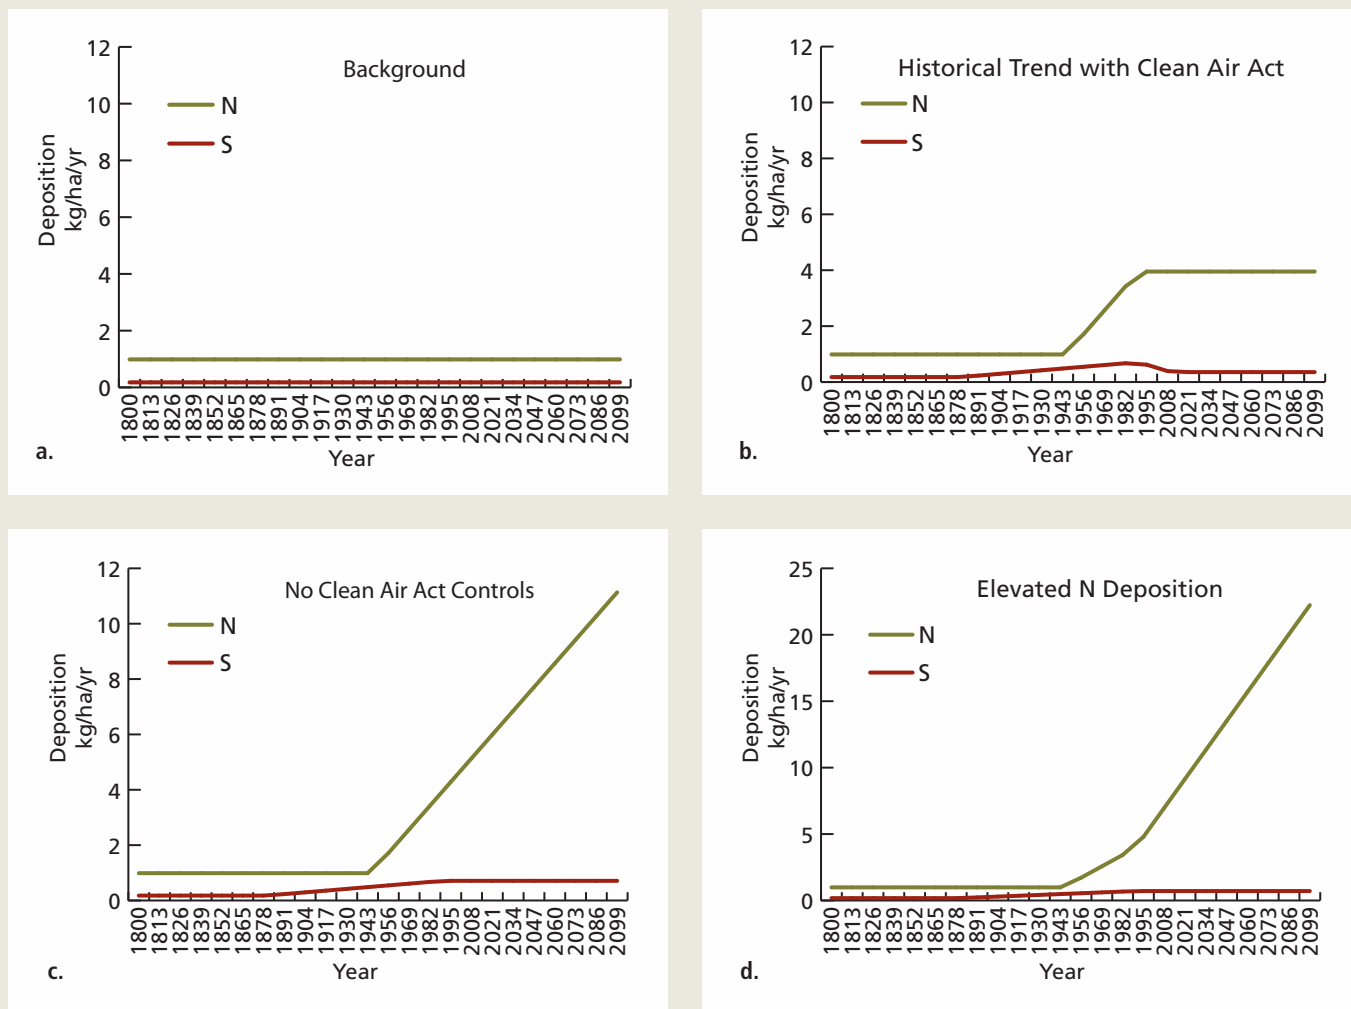 Background
N
S
12
10
8
6
4
2
0
Deposition
kg/ha/yr
1800 1813 1826 1839 1852 1865 1878 1891 1904 1917 1930 1943 1956 1969 1982 1995 2008 2021 2034 2047 2060 2073 2086 2099
Year
a.
Historical Trend with Clean Air Act
N
S
12
10
8
6
4
2
0
Deposition
kg/ha/yr
1800 1813 1826 1839 1852 1865 1878 1891 1904 1917 1930 1943 1956 1969 1982 1995 2008 2021 2034 2047 2060 2073 2086 2099
Year
b.
No Clean Air Act Controls
N
S
12
10
8
6
4
2
0
Deposition
kg/ha/yr
1800 1813 1826 1839 1852 1865 1878 1891 1904 1917 1930 1943 1956 1969 1982 1995 2008 2021 2034 2047 2060 2073 2086 2099
Year
c.
Elevated N Deposition
N
S
25
20
15
10
5
0
Deposition
kg/ha/yr
1800 1813 1826 1839 1852 1865 1878 1891 1904 1917 1930 1943 1956 1969 1982 1995 2008 2021 2034 2047 2060 2073 2086 2099
Year
d.